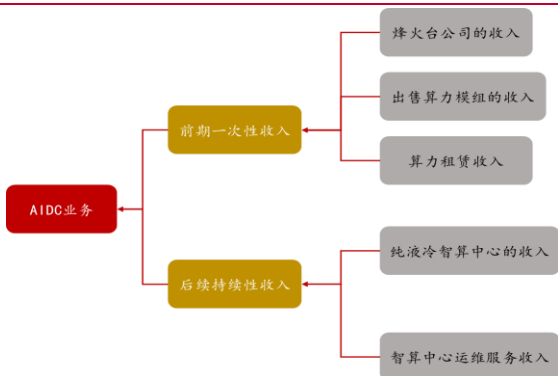 AIDC业务
前期一次性收入
烽火台公司的收入
出售算力模组的收入
算力租赁收入
后续持续性收入
纯液冷智算中心的收入
智算中心运维服务收入